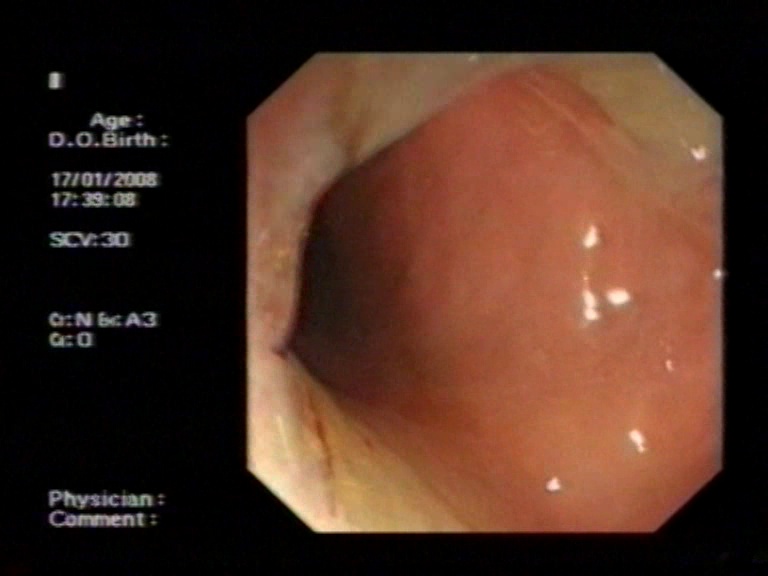 Age:
D.O.Birth:
17/01/2008
17:39:08
SCV:30
Physician:
Comment: